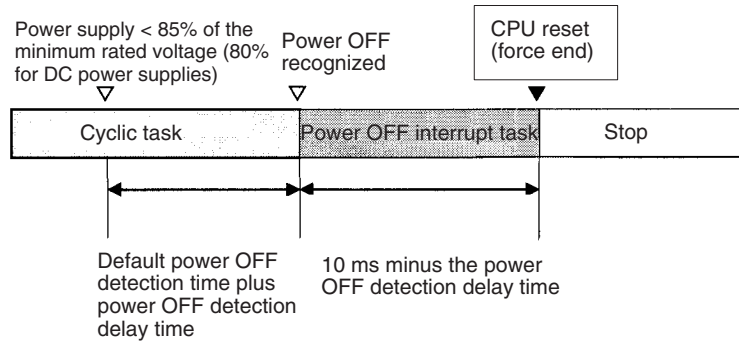 Power supply < 85% of the
minimum rated voltage (80%
for DC power supplies)
Power OFF
recognized
CPU reset
(force end)
Cyclic task
Power OFF interrupt task
Stop
Default power OFF
detection time plus
power OFF detection
delay time
10 ms minus the power
OFF detection delay time